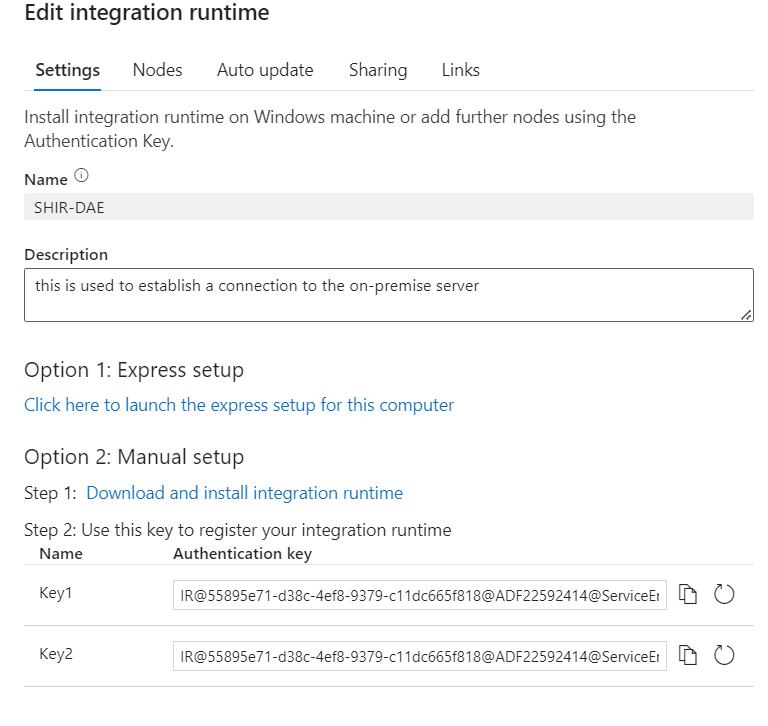 Edit integration runtime
Settings Nodes Auto update Sharing Links
Install integration runtime on Windows machine or add further nodes using the
Authentication Key.
Name
SHIR-DAE
Description
this is used to establish a connection to the on-premise server
Option 1: Express setup
Click here to launch the express setup for this computer
Option 2: Manual setup
Step 1: Download and install integration runtime
Step 2: Use this key to register your integration runtime
Name Authentication key
Key1 IR@55895e71-d38c-4ef8-9379-c11dc665f818@ADF22592414@ServiceEn
Key2 IR@55895e71-d38c-4ef8-9379-c11dc665f818@ADF22592414@ServiceEn